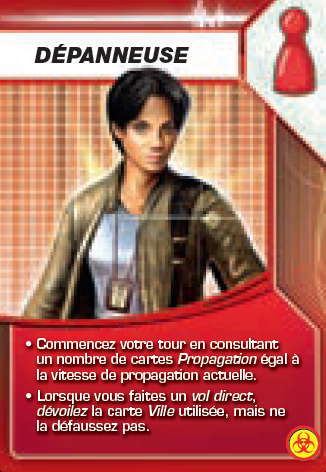 DÉPANNEUSE
• Commencez votre tour en consultant
un nombre de cartes Propagation égal à
la vitesse de propagation actuelle.
• Lorsque vous faites un vol direct,
dévoilez la carte Ville utilisée, mais ne
la défaussez pas.